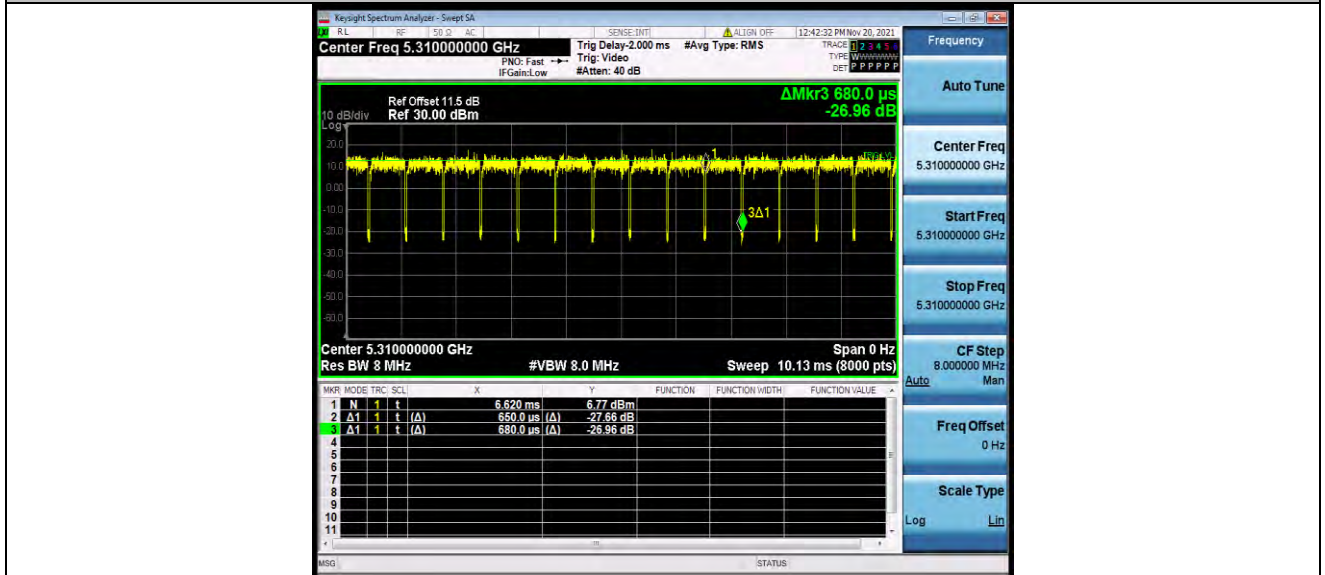 Keysight Spectrum Analyzer - Swept SA
RL RF 50 Ω AC SENSE:INT ALIGN OFF 12:42:32 PM Nov 20, 2021
Center Freq 5.310000000 GHz
PNO: Fast
IFGain:Low
Trig Delay-2.000 ms
Trig: Video
#Atten: 40 dB
#Avg Type: RMS
TRACE 1 2 3 4 5 6
TYPE WWWWWW
DET P P P P P P
Ref Offset 11.5 dB
10 dB/div Ref 30.00 dBm
Log
ΔMkr3 680.0 µs
-26.96 dB
20.0
10.0
0.00
-10.0
-20.0
-30.0
-40.0
-50.0
-60.0
1
3Δ1
Center 5.310000000 GHz Span 0 Hz
Res BW 8 MHz #VBW 8.0 MHz Sweep 10.13 ms (8000 pts)
MKR MODE TRC SCL X Y FUNCTION FUNCTION WIDTH FUNCTION VALUE
1 N 1 t 6.620 ms 6.77 dBm
2 Δ1 1 t (Δ) 650.0 µs (Δ) -27.66 dB
3 Δ1 1 t (Δ) 680.0 µs (Δ) -26.96 dB
4
5
6
7
8
9
10
11
MSG STATUS
Frequency
Auto Tune
Center Freq
5.310000000 GHz
Start Freq
5.310000000 GHz
Stop Freq
5.310000000 GHz
CF Step
8.000000 MHz
Auto Man
Freq Offset
0 Hz
Scale Type
Log Lin